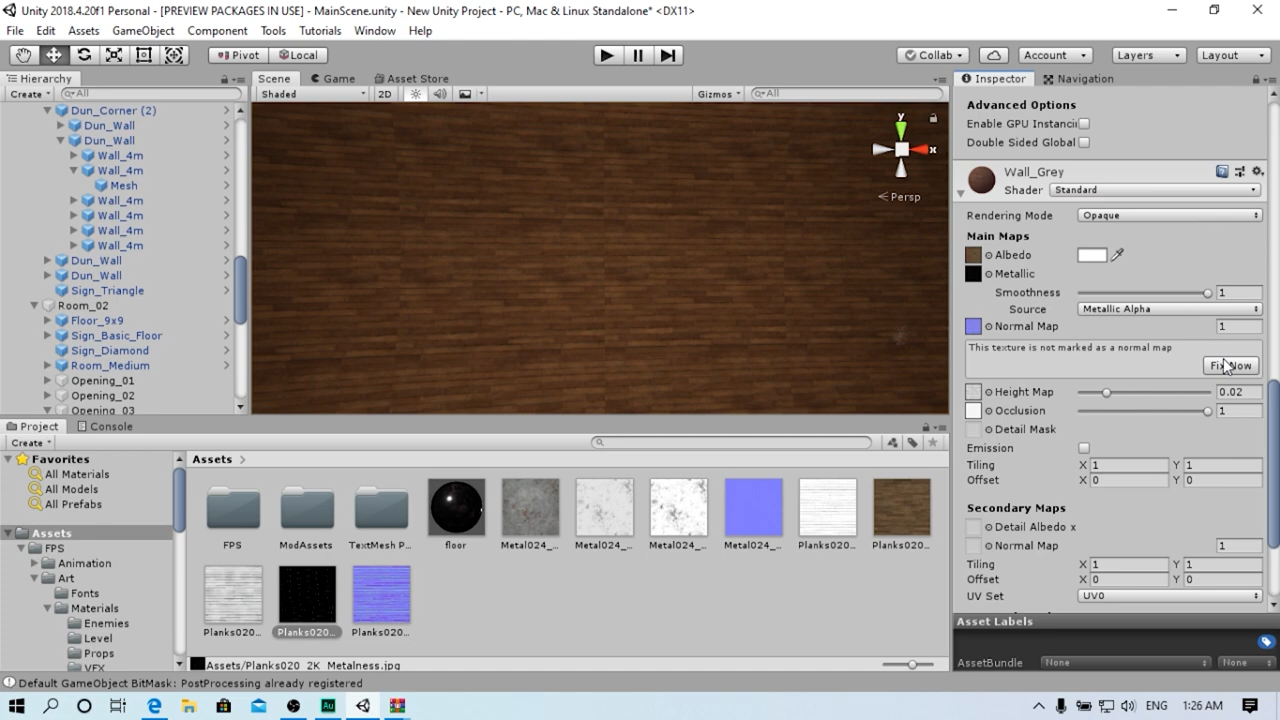 Unity 2018.4.20f1 Personal - [PREVIEW PACKAGES IN USE] - MainScene.unity - New Unity Project - PC, Mac & Linux Standalone* <DX11>
File Edit Assets GameObject Component Tools Tutorials Window Help
Pivot Local Collab Account Layers Layout
Hierarchy
Create All
Dun_Corner (2)
Dun_Wall
Dun_Wall
Wall_4m
Wall_4m
Mesh
Wall_4m
Wall_4m
Wall_4m
Wall_4m
Dun_Wall
Dun_Wall
Sign_Triangle
Room_02
Floor_9x9
Sign_Basic_Floor
Sign_Diamond
Room_Medium
Opening_01
Opening_02
Opening_03
Scene Game Asset Store
Shaded 2D Gizmos All
y
x
Persp
Inspector Navigation
Advanced Options
Enable GPU Instanci
Double Sided Global
Wall_Grey
Shader Standard
Rendering Mode Opaque
Main Maps
Albedo
Metallic
Smoothness 1
Source Metallic Alpha
Normal Map 1
This texture is not marked as a normal map
Fix Now
Height Map 0.02
Occlusion 1
Detail Mask
Emission
Tiling X 1 Y 1
Offset X 0 Y 0
Secondary Maps
Detail Albedo x
Normal Map 1
Tiling X 1 Y 1
Offset X 0 Y 0
UV Set UV0
Asset Labels
AssetBundle None None
Project Console
Create
Favorites
All Materials
All Models
All Prefabs
Assets
FPS
Animation
Art
Fonts
Materials
Enemies
Level
Props
VFX
Assets
FPS ModAssets TextMesh P... floor Metal024_... Metal024_... Metal024_... Metal024_... Planks020... Planks020...
Planks020... Planks020... Planks020...
Assets/Planks020_2K_Metalness.jpg
Default GameObject BitMask: PostProcessing already registered
Au ENG 1:26 AM